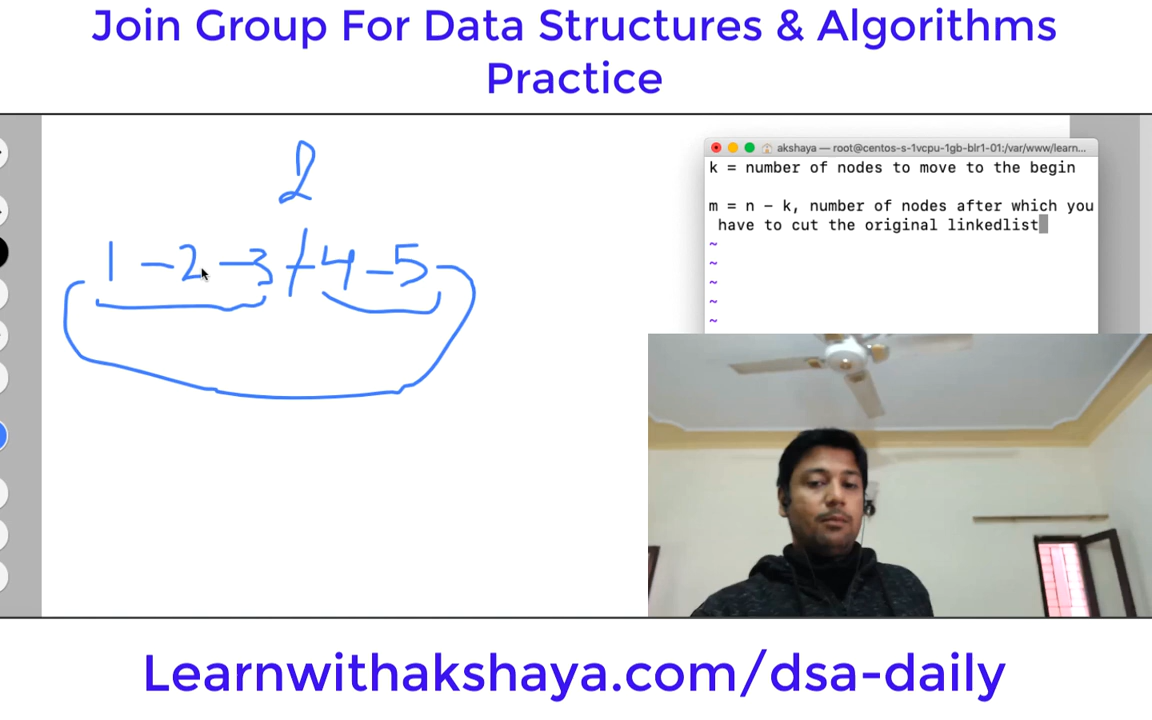 Join Group For Data Structures & Algorithms
Practice
2
1 - 2 - 3 + 4 - 5
akshaya — root@centos-s-1vcpu-1gb-blr1-01:/var/www/learn...
k = number of nodes to move to the begin
m = n - k, number of nodes after which you
have to cut the original linkedlist
~
~
~
~
~
Learnwithakshaya.com/dsa-daily